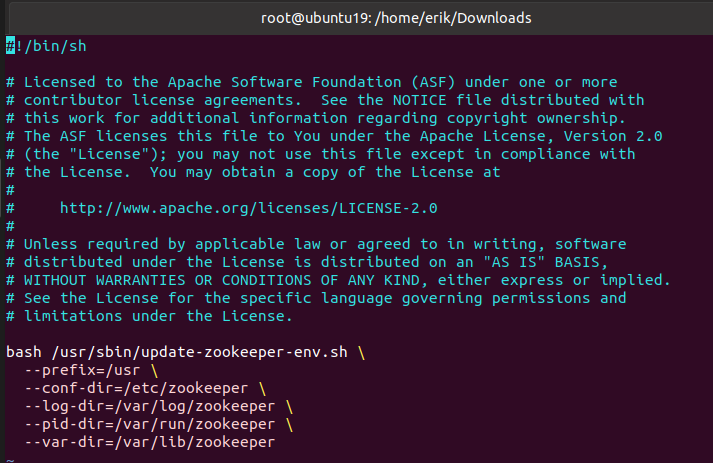 root@ubuntu19: /home/erik/Downloads
#!/bin/sh
# Licensed to the Apache Software Foundation (ASF) under one or more
# contributor license agreements.  See the NOTICE file distributed with
# this work for additional information regarding copyright ownership.
# The ASF licenses this file to You under the Apache License, Version 2.0
# (the "License"); you may not use this file except in compliance with
# the License.  You may obtain a copy of the License at
#
#     http://www.apache.org/licenses/LICENSE-2.0
#
# Unless required by applicable law or agreed to in writing, software
# distributed under the License is distributed on an "AS IS" BASIS,
# WITHOUT WARRANTIES OR CONDITIONS OF ANY KIND, either express or implied.
# See the License for the specific language governing permissions and
# limitations under the License.
bash /usr/sbin/update-zookeeper-env.sh \
  --prefix=/usr \
  --conf-dir=/etc/zookeeper \
  --log-dir=/var/log/zookeeper \
  --pid-dir=/var/run/zookeeper \
  --var-dir=/var/lib/zookeeper
~